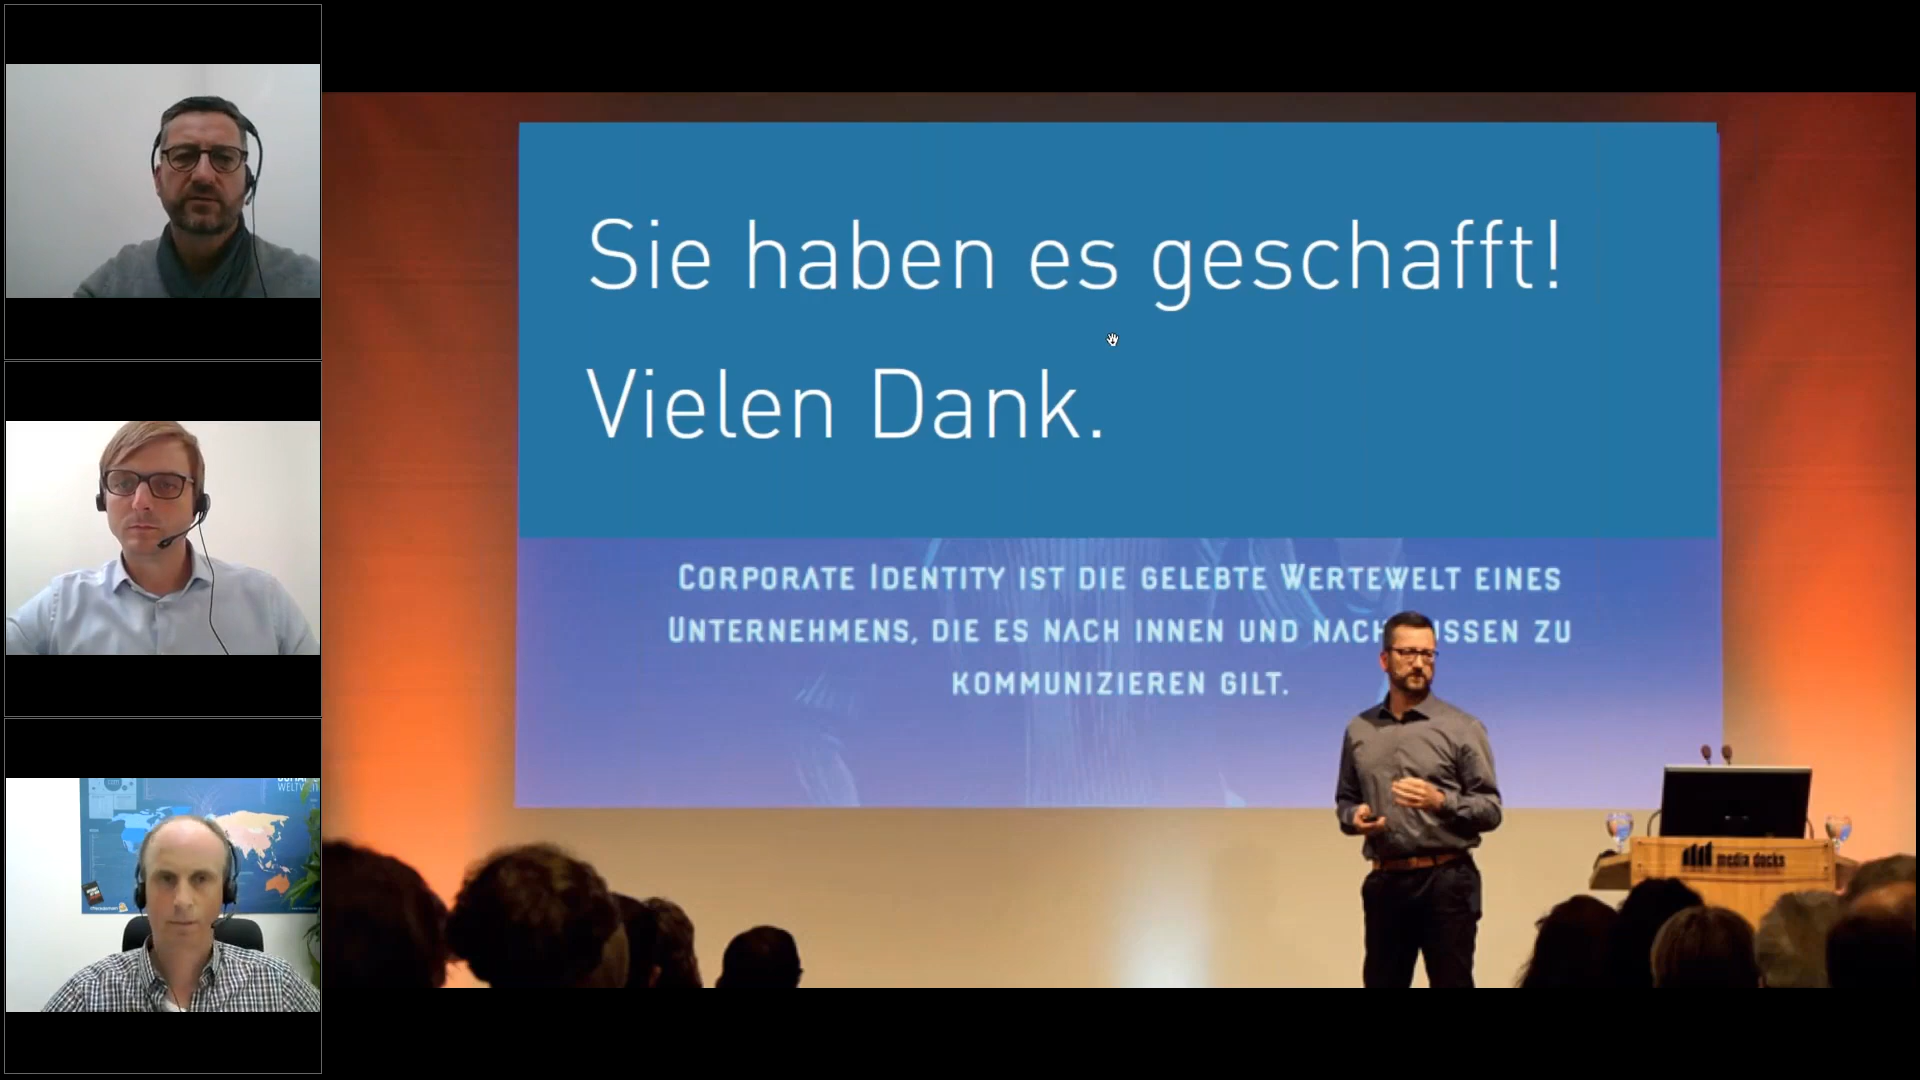 Sie haben es geschafft!
Vielen Dank.
CORPORATE IDENTITY IST DIE GELEBTE WERTEWELT EINES
UNTERNEHMENS, DIE ES NACH INNEN UND ZU
KOMMUNIZIEREN GILT.
media docks